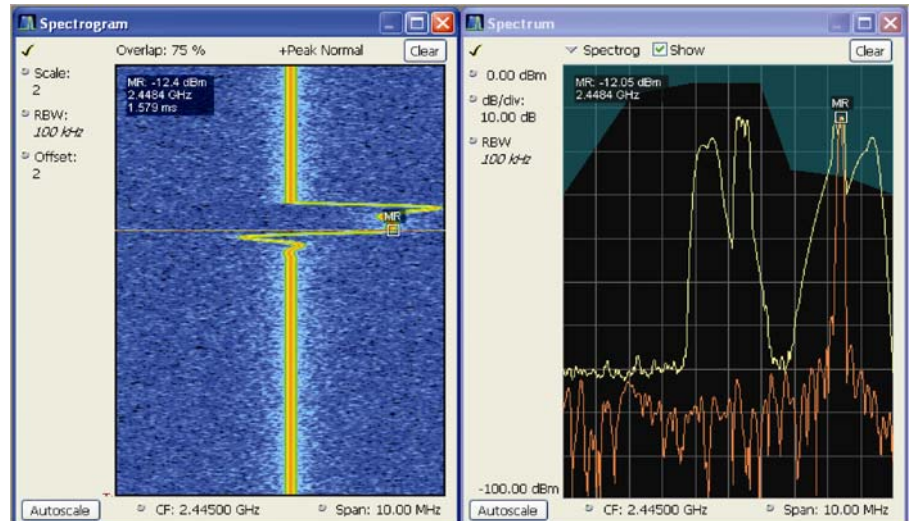 Spectrogram
Overlap: 75 %
+Peak Normal
Clear
Scale:
2
RBW:
100 kHz
Offset:
2
MR: -12.4 dBm
2.4484 GHz
1.579 ms
MR
Autoscale
CF: 2.44500 GHz
Span: 10.00 MHz
Spectrum
Spectrog
Show
Clear
0.00 dBm
dB/div:
10.00 dB
RBW
100 kHz
MR: -12.05 dBm
2.4484 GHz
MR
-100.00 dBm
Autoscale
CF: 2.44500 GHz
Span: 10.00 MHz